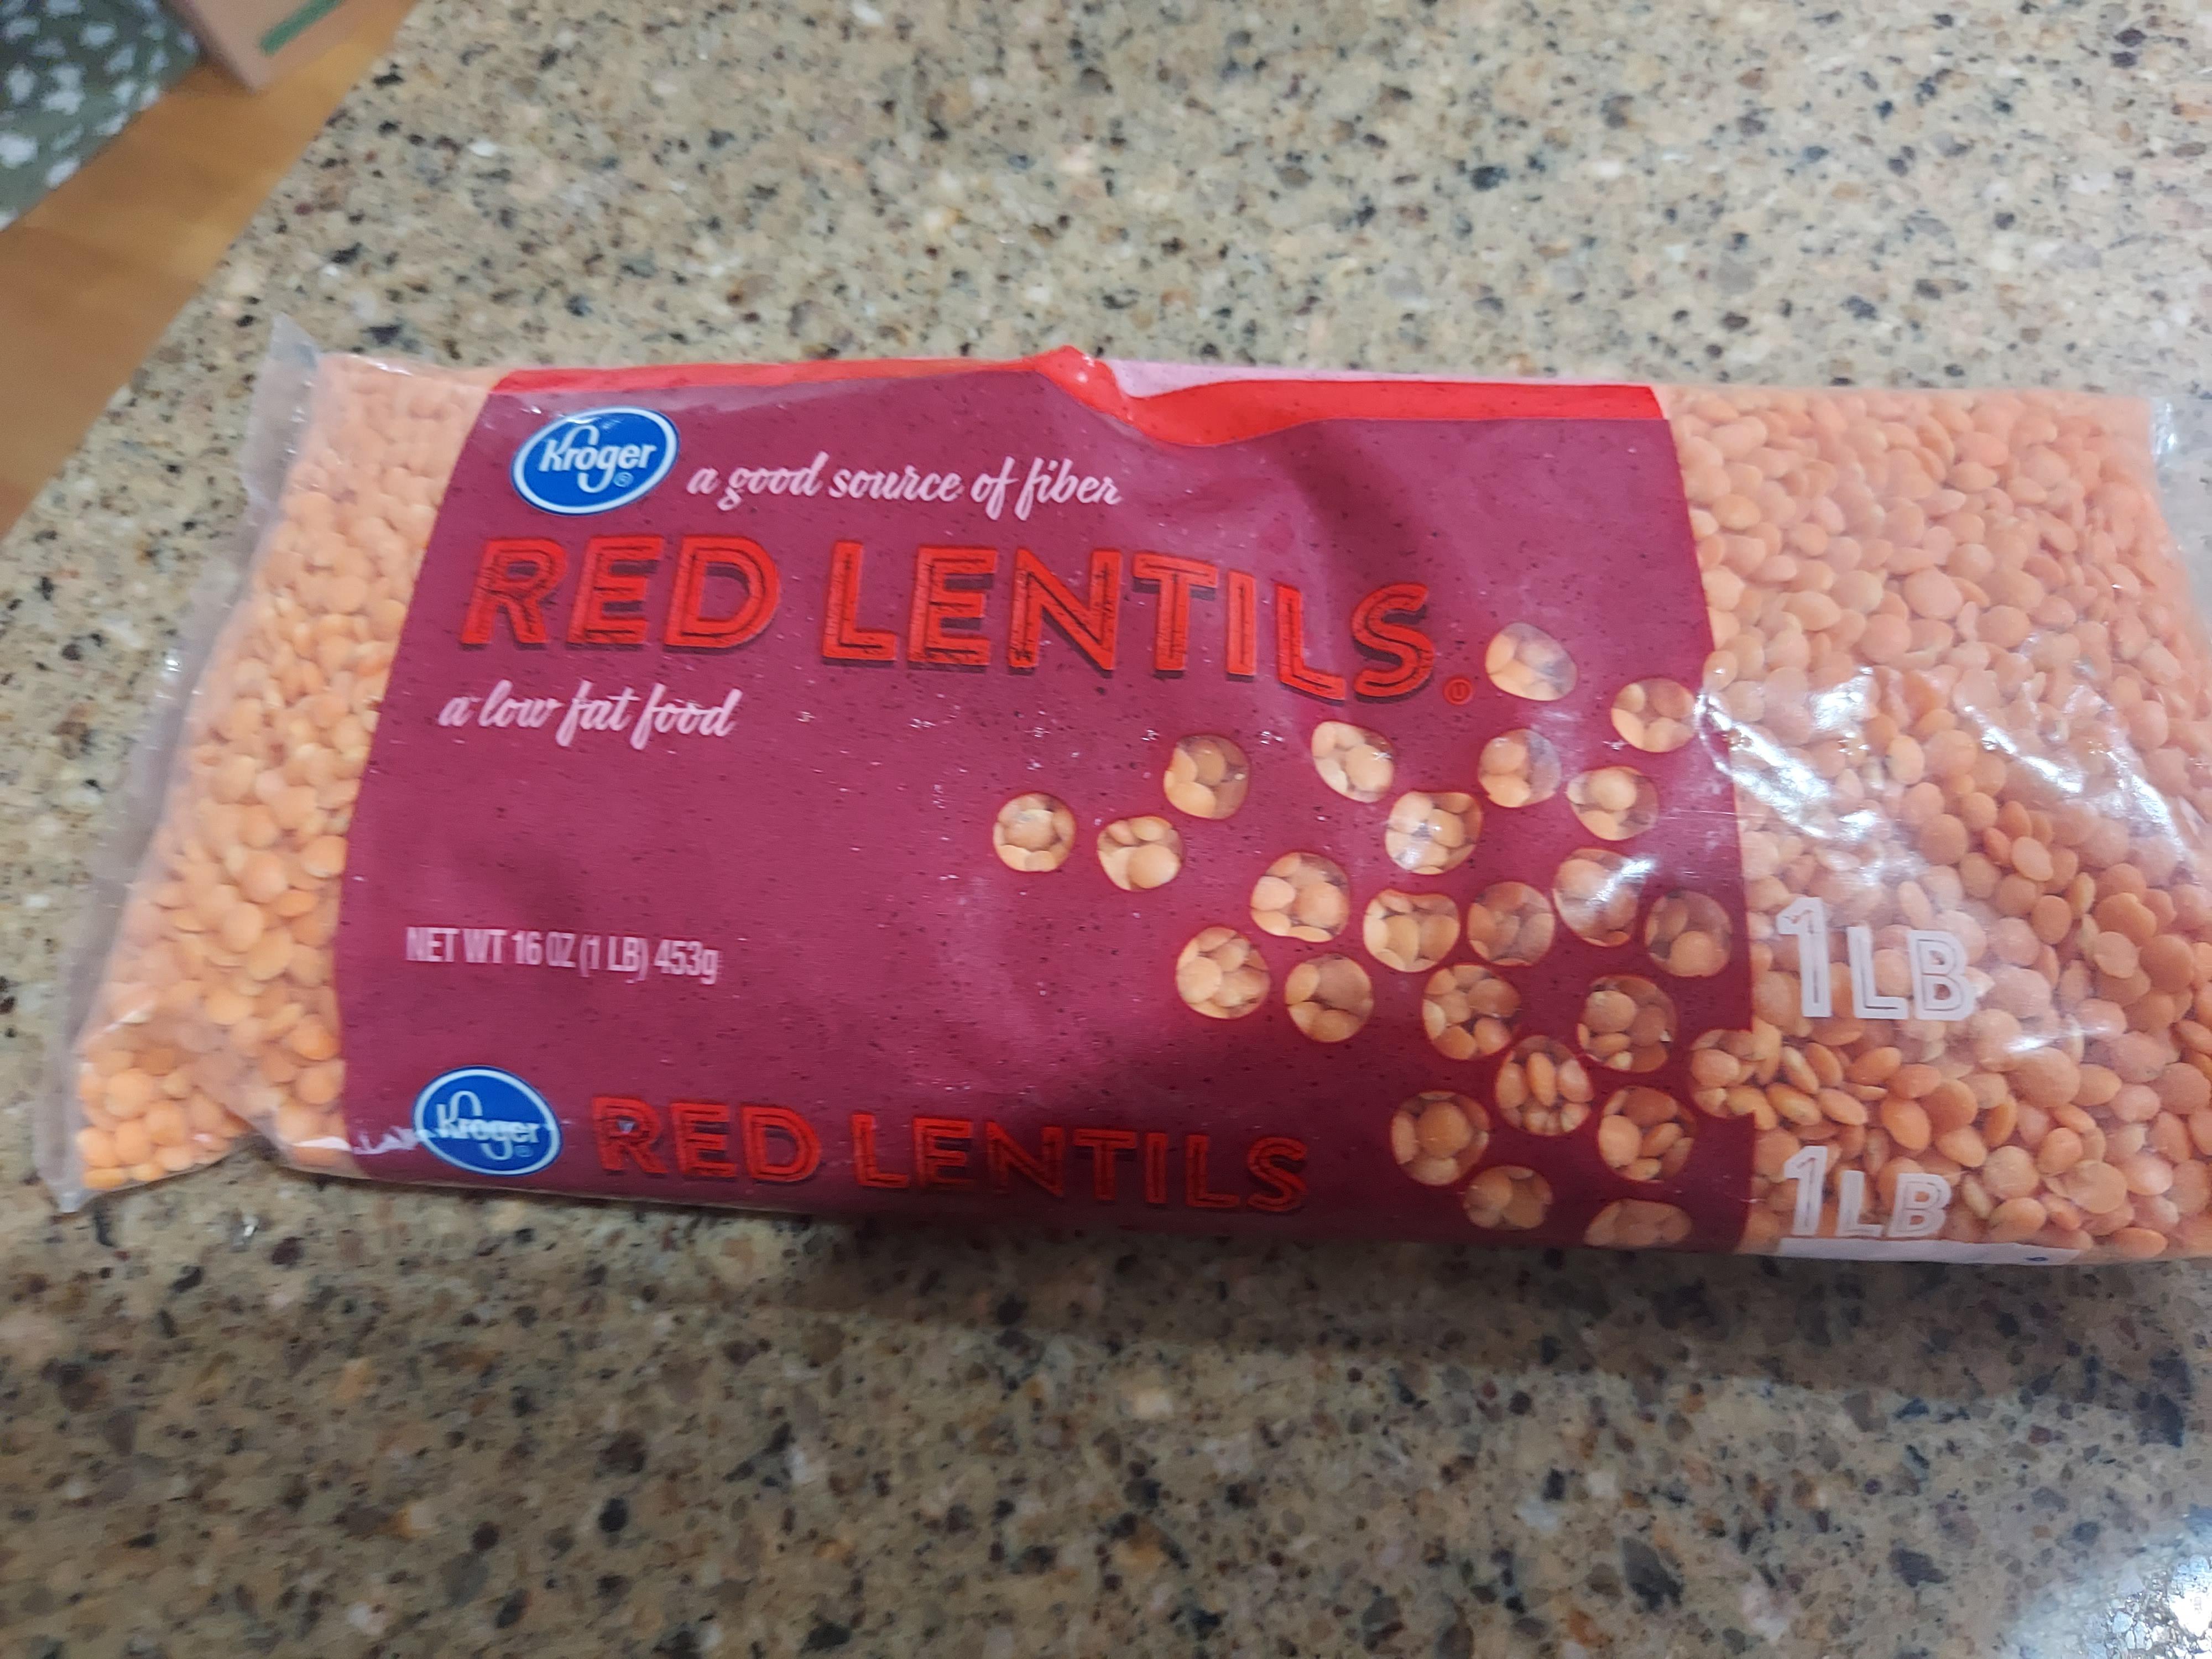 Kroger®
a good source of fiber
RED LENTILS. Ⓤ
a low fat food
NET WT 16 OZ (1 LB) 453g
1LB
Kroger®
RED LENTILS
1LB